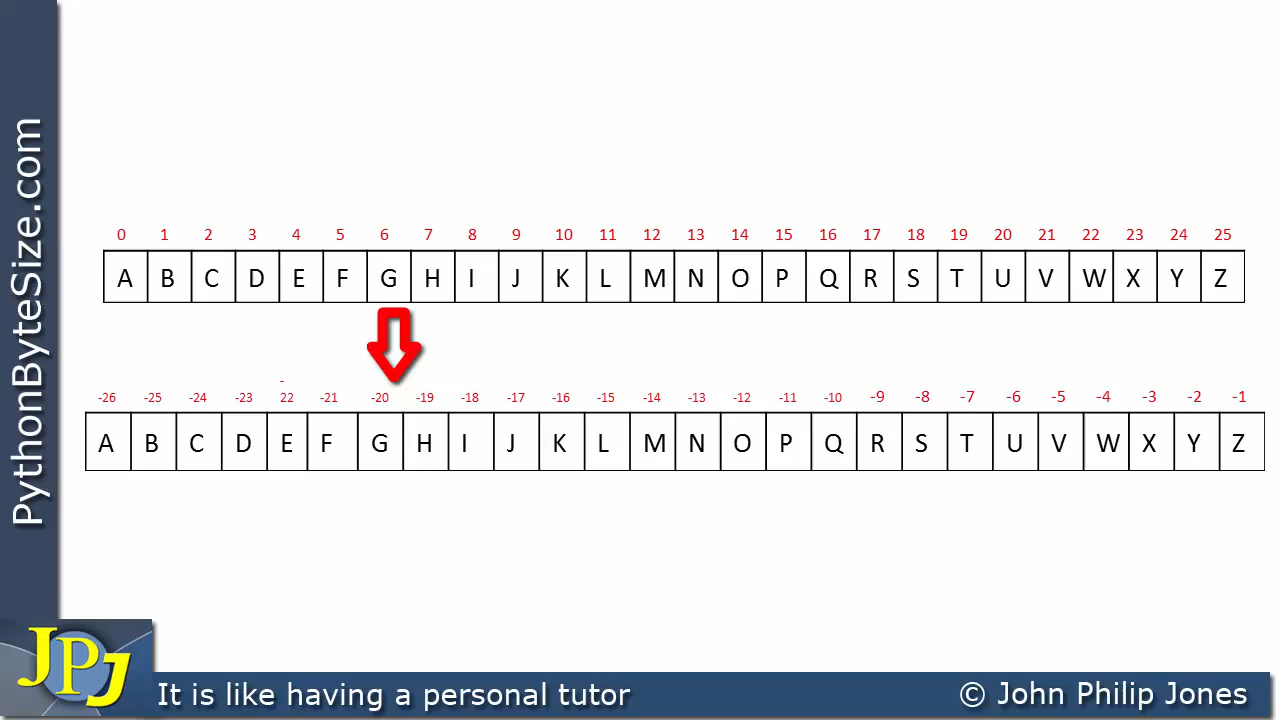 PythonByteSize.com
0 1 2 3 4 5 6 7 8 9 10 11 12 13 14 15 16 17 18 19 20 21 22 23 24 25
A B C D E F G H I J K L M N O P Q R S T U V W X Y Z
-
-26 -25 -24 -23 22 -21 -20 -19 -18 -17 -16 -15 -14 -13 -12 -11 -10 -9 -8 -7 -6 -5 -4 -3 -2 -1
A B C D E F G H I J K L M N O P Q R S T U V W X Y Z
JPJ
It is like having a personal tutor
© John Philip Jones